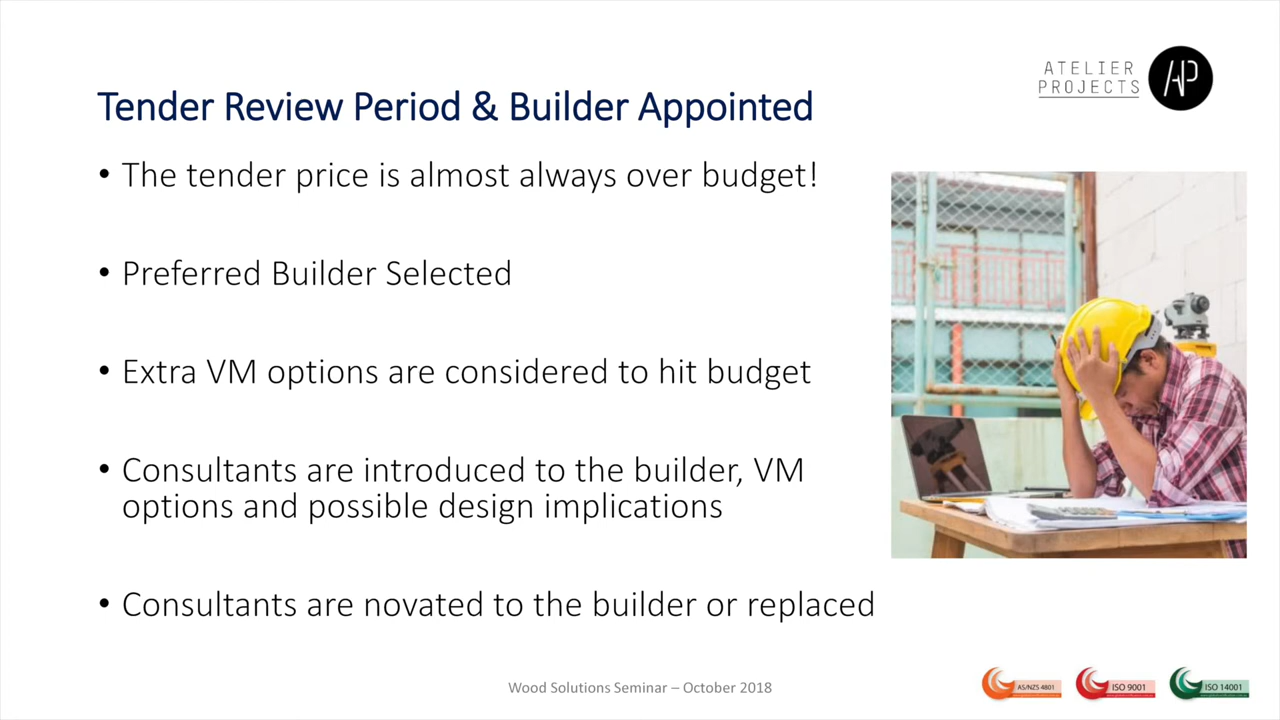 ATELIER
PROJECTS
AP
Tender Review Period & Builder Appointed
• The tender price is almost always over budget!
• Preferred Builder Selected
• Extra VM options are considered to hit budget
• Consultants are introduced to the builder, VM
options and possible design implications
• Consultants are novated to the builder or replaced
Wood Solutions Seminar – October 2018
AS/NZS 4801
ISO 9001
ISO 14001